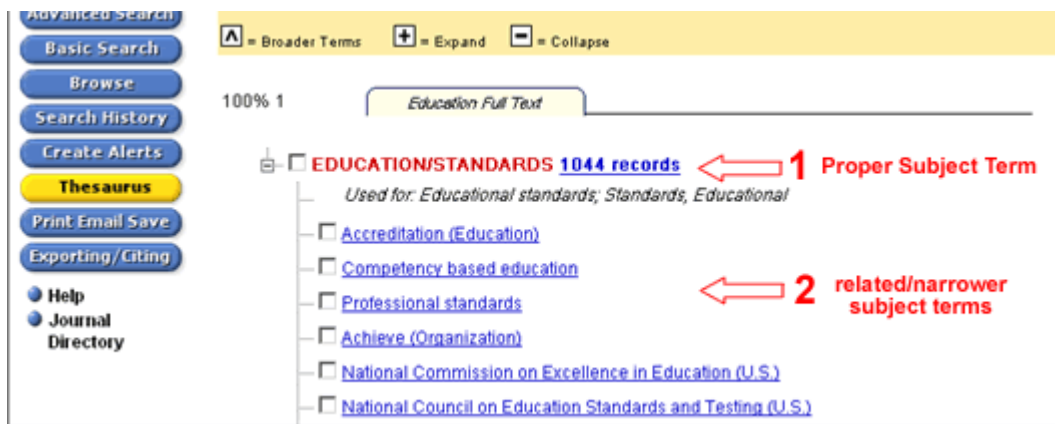 Advanced Search
Basic Search
Browse
Search History
Create Alerts
Thesaurus
Print Email Save
Exporting/Citing
Help
Journal
Directory
= Broader Terms + = Expand - = Collapse
100% 1 Education Full Text
EDUCATION/STANDARDS 1044 records 1 Proper Subject Term
Used for: Educational standards; Standards, Educational
Accreditation (Education)
Competency based education
Professional standards
Achieve (Organization)
National Commission on Excellence in Education (U.S.)
National Council on Education Standards and Testing (U.S.)
2 related/narrower
subject terms